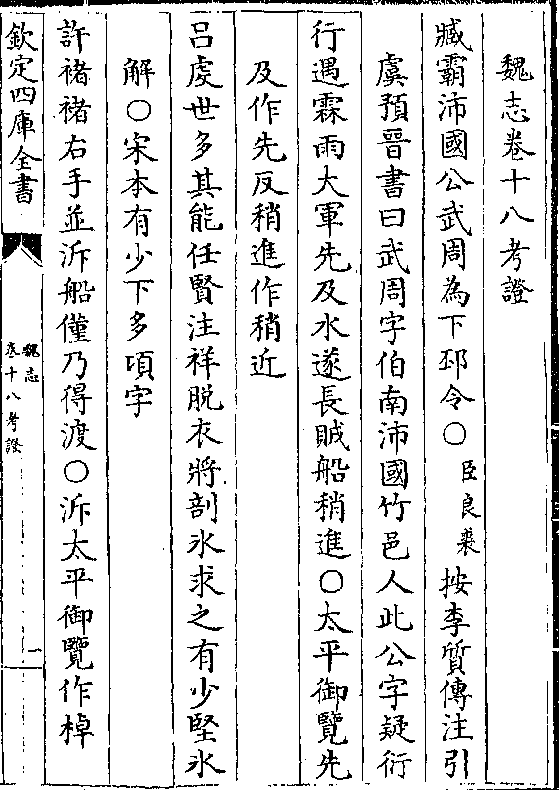 魏志卷十八考證
臧霸沛國公武周為下邳令○臣良裘按李質傳注引
虞預晉書曰武周字伯南沛國竹邑人此公字疑衍
行遇霖雨大軍先及水遂長賊船稍進○太平御覽先
及作先反稍進作稍近
呂虔世多其能任賢注祥脱衣將剖氷求之有少堅氷
解○宋本有少下多頃字
許褚褚右手並泝船僅乃得渡○泝太平御覽作棹
欽定四庫全書
魏志
卷十八考證
一